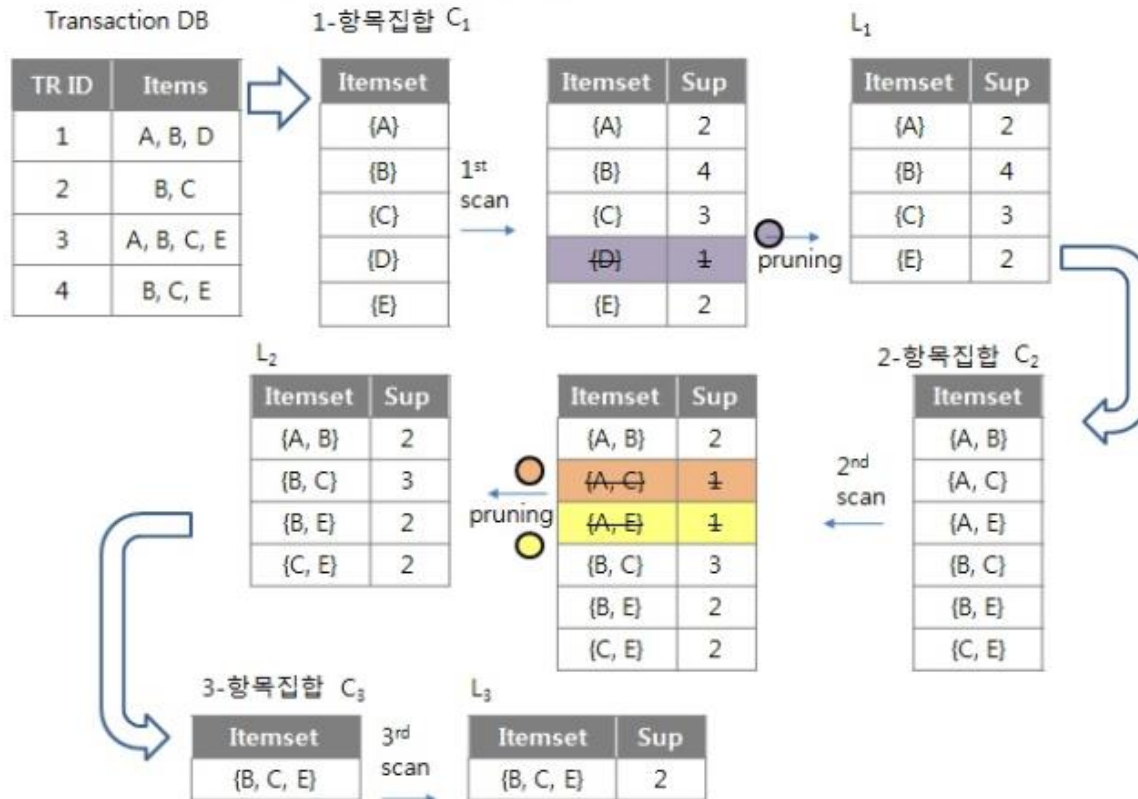 Transaction DB
TR ID Items
1 A, B, D
2 B, C
3 A, B, C, E
4 B, C, E
1-항목집합 C₁
Itemset
{A}
{B}
{C}
{D}
{E}
1st
scan
Itemset Sup
{A} 2
{B} 4
{C} 3
{D} 1
{E} 2
pruning
L₁
Itemset Sup
{A} 2
{B} 4
{C} 3
{E} 2
2-항목집합 C₂
Itemset
{A, B}
{A, C}
{A, E}
{B, C}
{B, E}
{C, E}
2nd
scan
Itemset Sup
{A, B} 2
{A, C} 1
{A, E} 1
{B, C} 3
{B, E} 2
{C, E} 2
pruning
L₂
Itemset Sup
{A, B} 2
{B, C} 3
{B, E} 2
{C, E} 2
3-항목집합 C₃
Itemset
{B, C, E}
3rd
scan
L₃
Itemset Sup
{B, C, E} 2